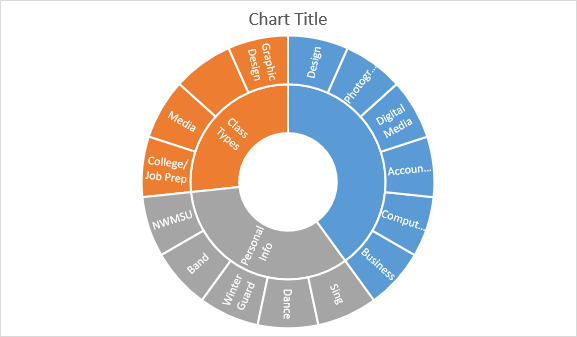 Chart Title
Design
Photogr...
Digital
Media
Accoun...
Comput...
Business
Sing
Dance
Winter
Guard
Band
NWMSU
College/
Job Prep
Media
Graphic
Design
Class
Types
Personal
Info